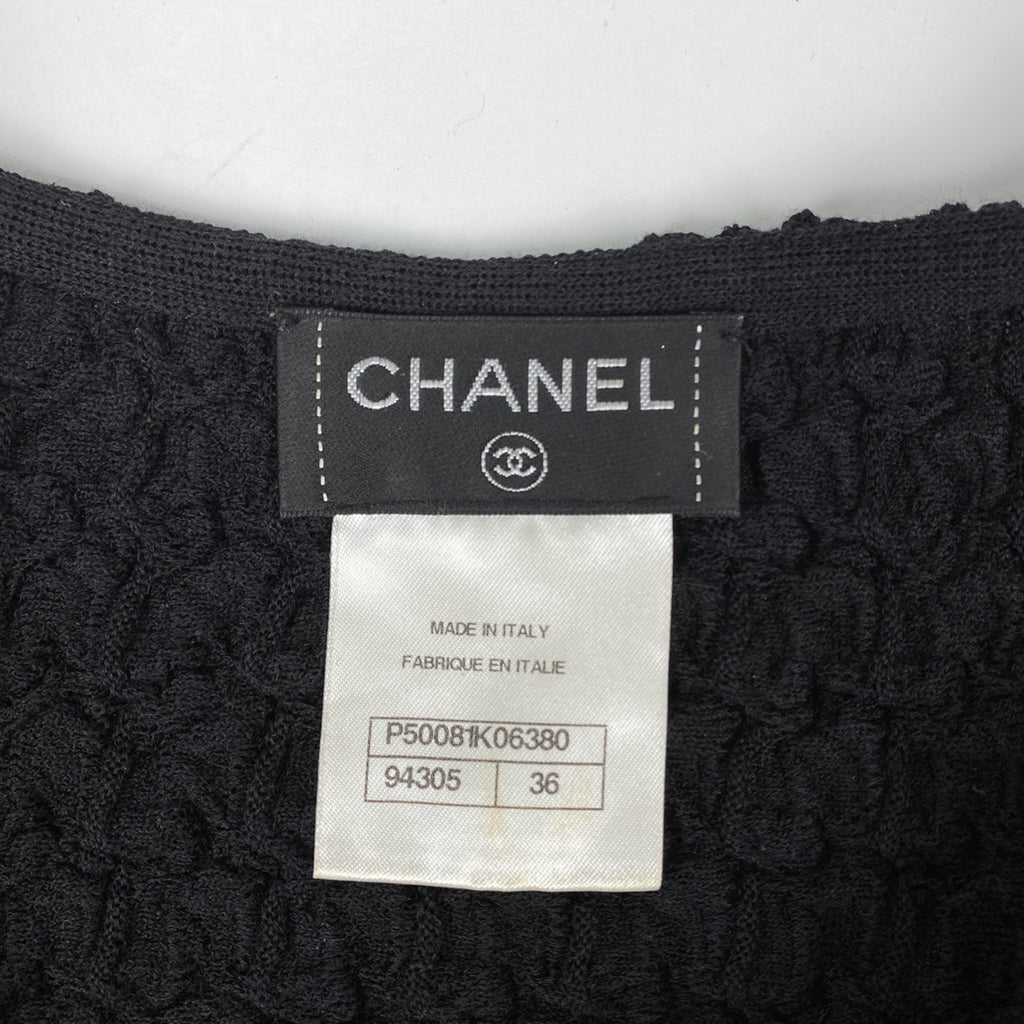 CHANEL
MADE IN ITALY
FABRIQUE EN ITALIE
P50081K06380
94305 36